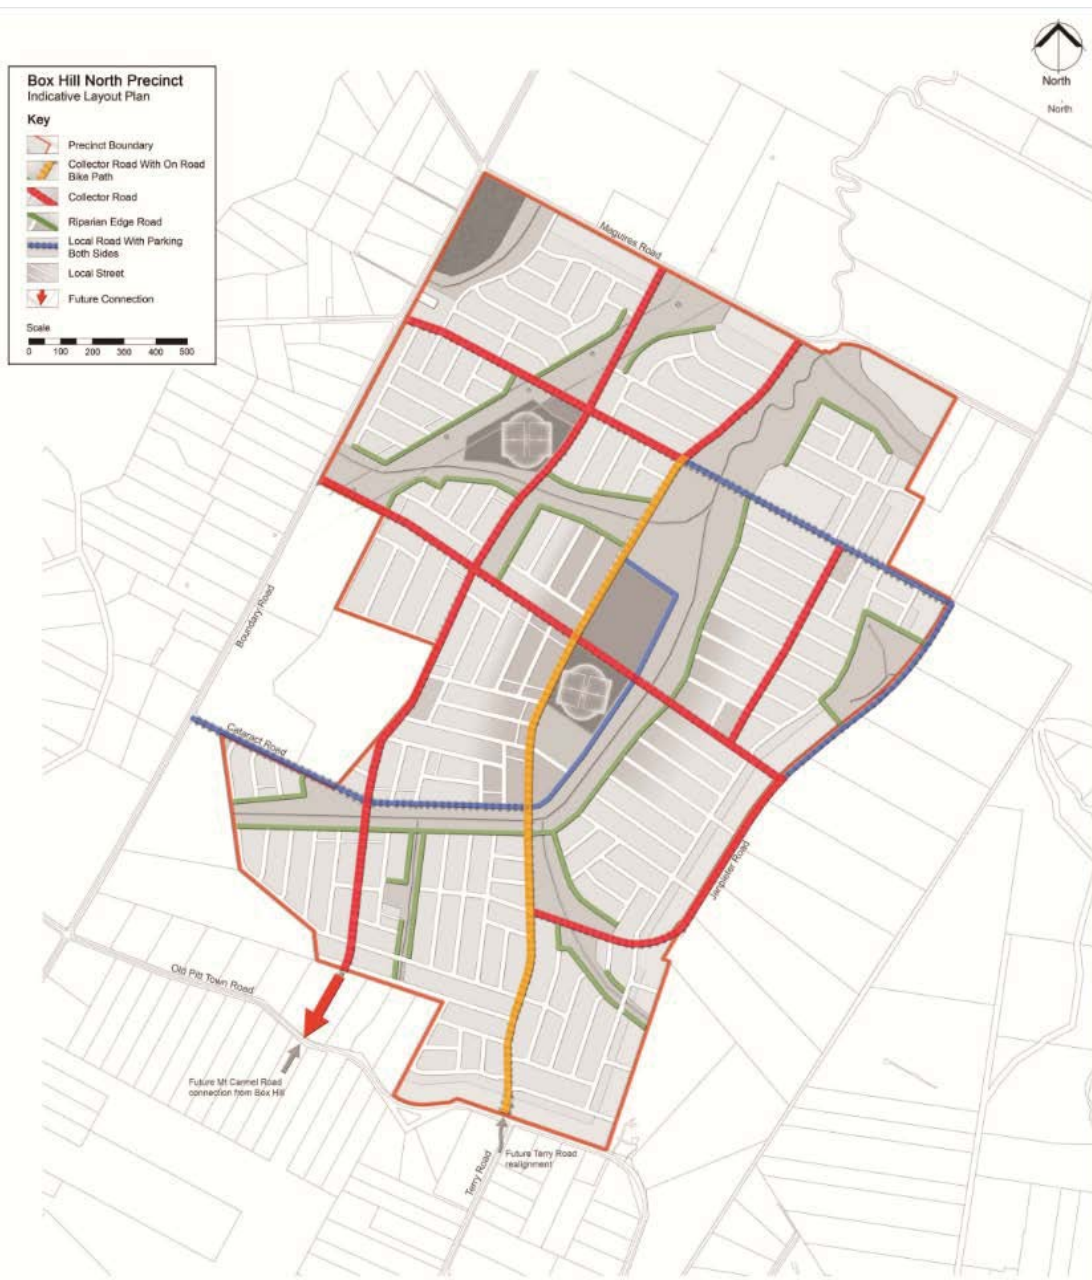 North
North
Box Hill North Precinct
Indicative Layout Plan
Key
Precinct Boundary
Collector Road With On Road
Bike Path
Collector Road
Riparian Edge Road
Local Road With Parking
Both Sides
Local Street
Future Connection
Scale
0 100 200 300 400 500
Maguires Road
Boundary Road
Cataract Road
Janpieter Road
Old Pitt Town Road
Future Mt Carmel Road
connection from Box Hill
Future Terry Road
realignment
Terry Road